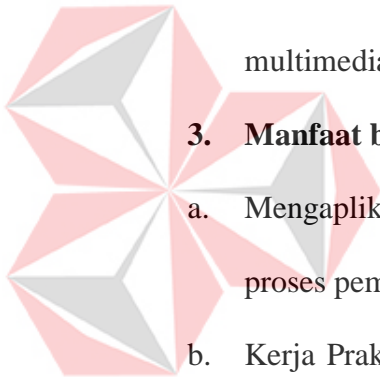 multimedia
3. Manfaat b
a. Mengaplik
proses pem
b. Kerja Prak